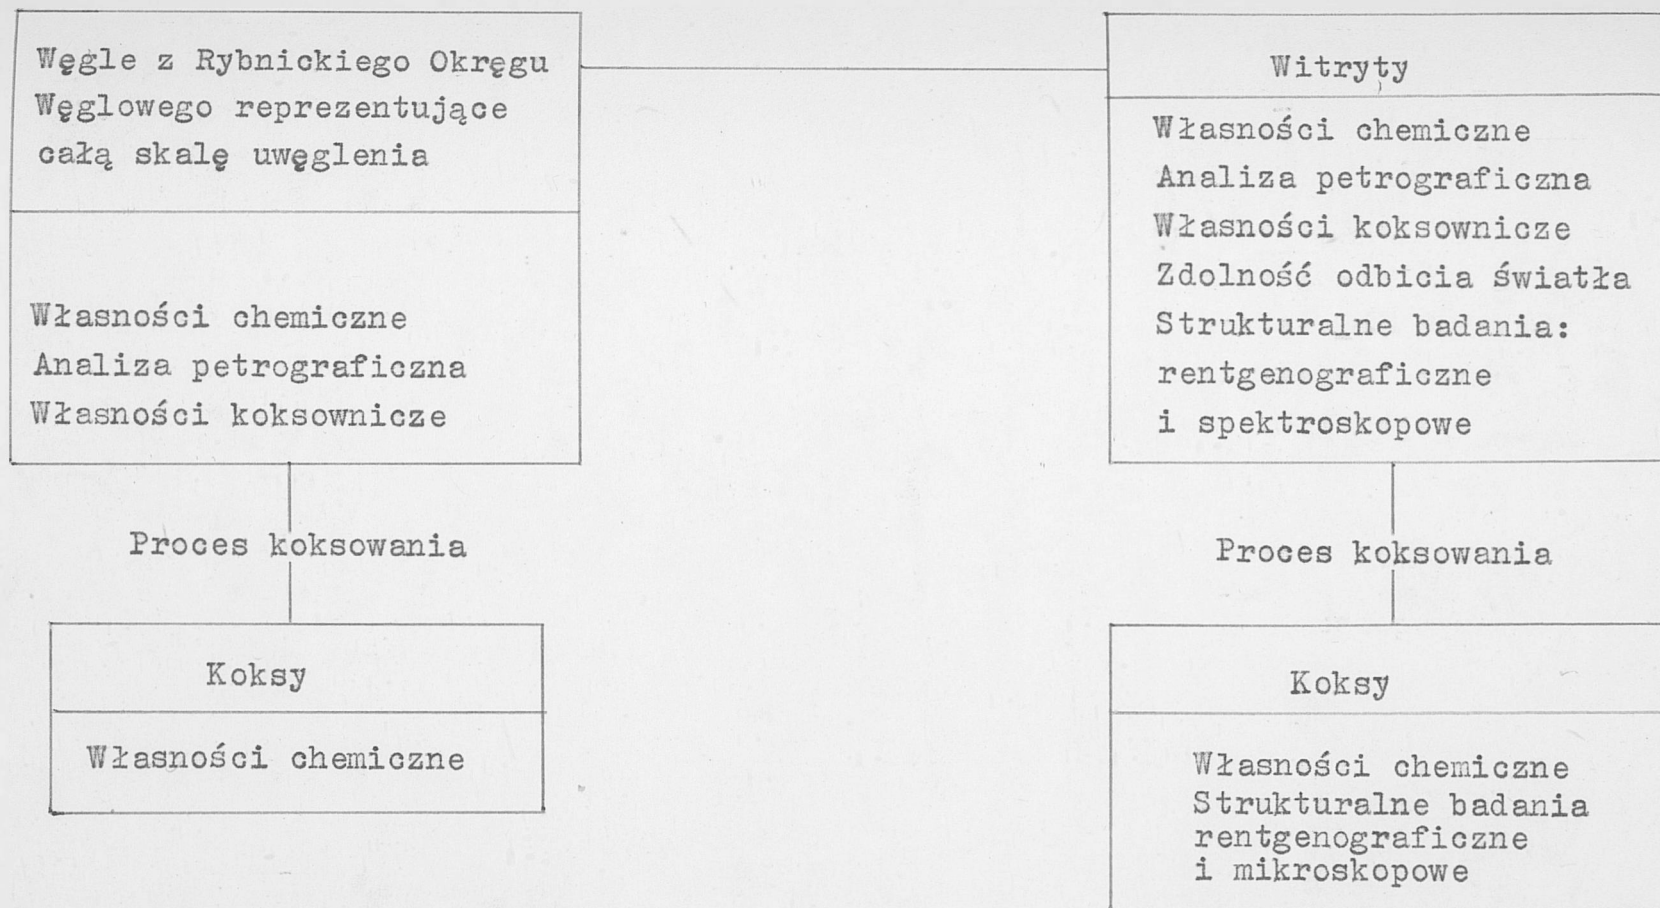 Węgle z Rybnickiego Okręgu
Węglowego reprezentujące
całą skalę uwęglenia
Własności chemiczne
Analiza petrograficzna
Własności koksownicze
Proces koksowania
Koksy
Własności chemiczne
Witryty
Własności chemiczne
Analiza petrograficzna
Własności koksownicze
Zdolność odbicia światła
Strukturalne badania:
rentgenograficzne
i spektroskopowe
Proces koksowania
Koksy
Własności chemiczne
Strukturalne badania
rentgenograficzne
i mikroskopowe